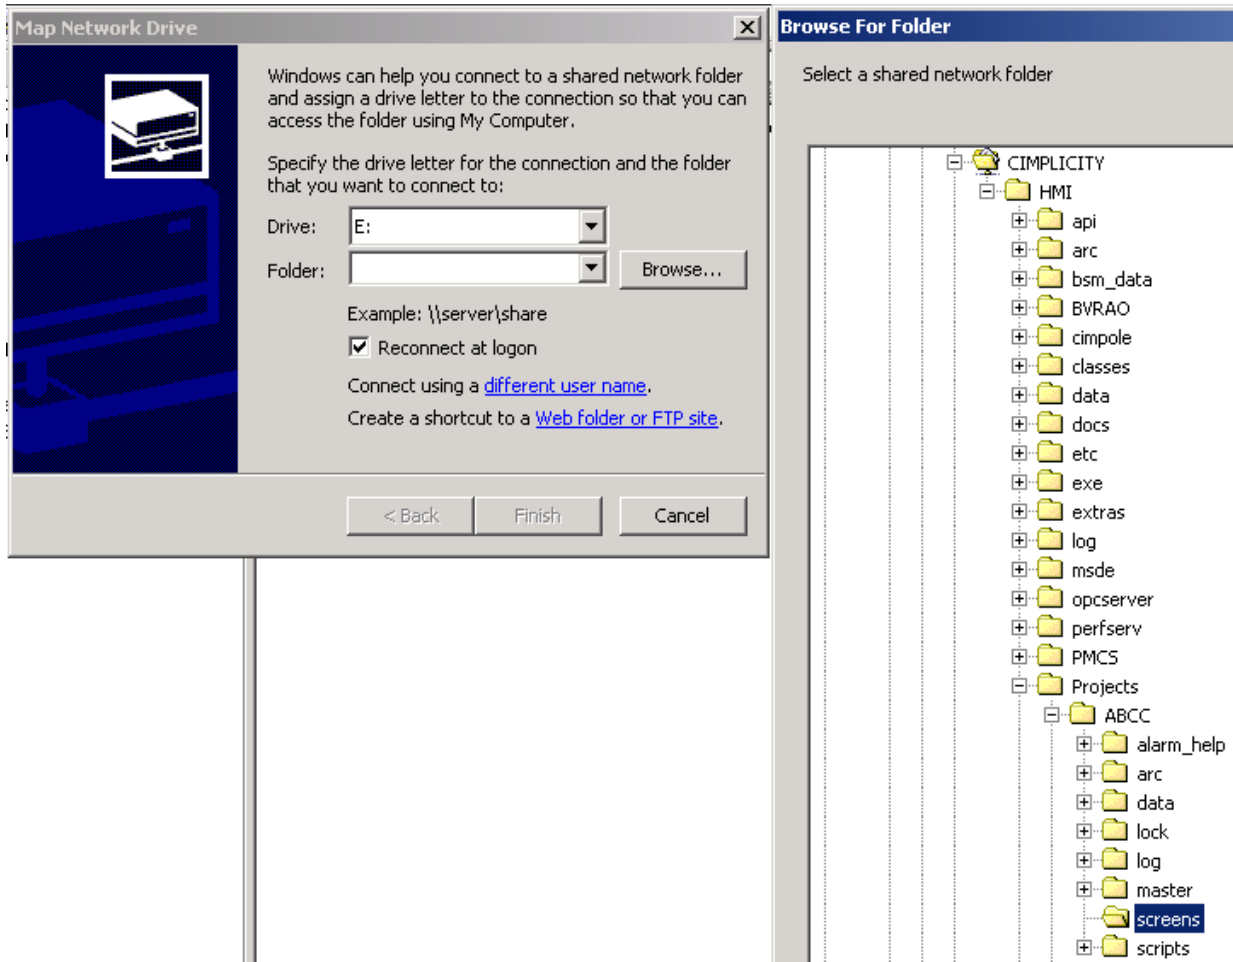 Map Network Drive
Windows can help you connect to a shared network folder
and assign a drive letter to the connection so that you can
access the folder using My Computer.
Specify the drive letter for the connection and the folder
that you want to connect to:
Drive: E:
Folder: Browse...
Example: \\server\share
Reconnect at logon
Connect using a different user name.
Create a shortcut to a Web folder or FTP site.
< Back Finish Cancel
Browse For Folder
Select a shared network folder
CIMPLICITY
HMI
api
arc
bsm_data
BVRAO
cimpole
classes
data
docs
etc
exe
extras
log
msde
opcserver
perfserv
PMCS
Projects
ABCC
alarm_help
arc
data
lock
log
master
screens
scripts